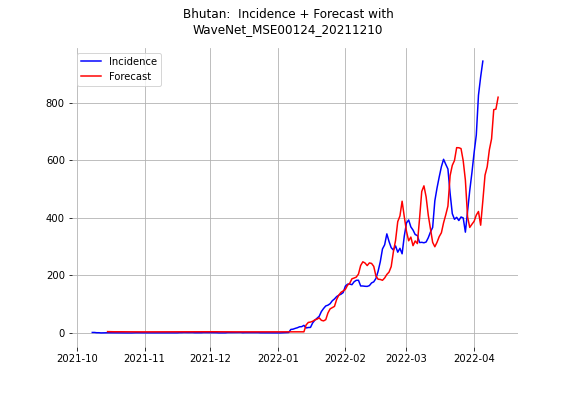 Bhutan:  Incidence + Forecast with
WaveNet_MSE00124_20211210
Incidence
Forecast
800
600
400
200
0
2021-10 2021-11 2021-12 2022-01 2022-02 2022-03 2022-04